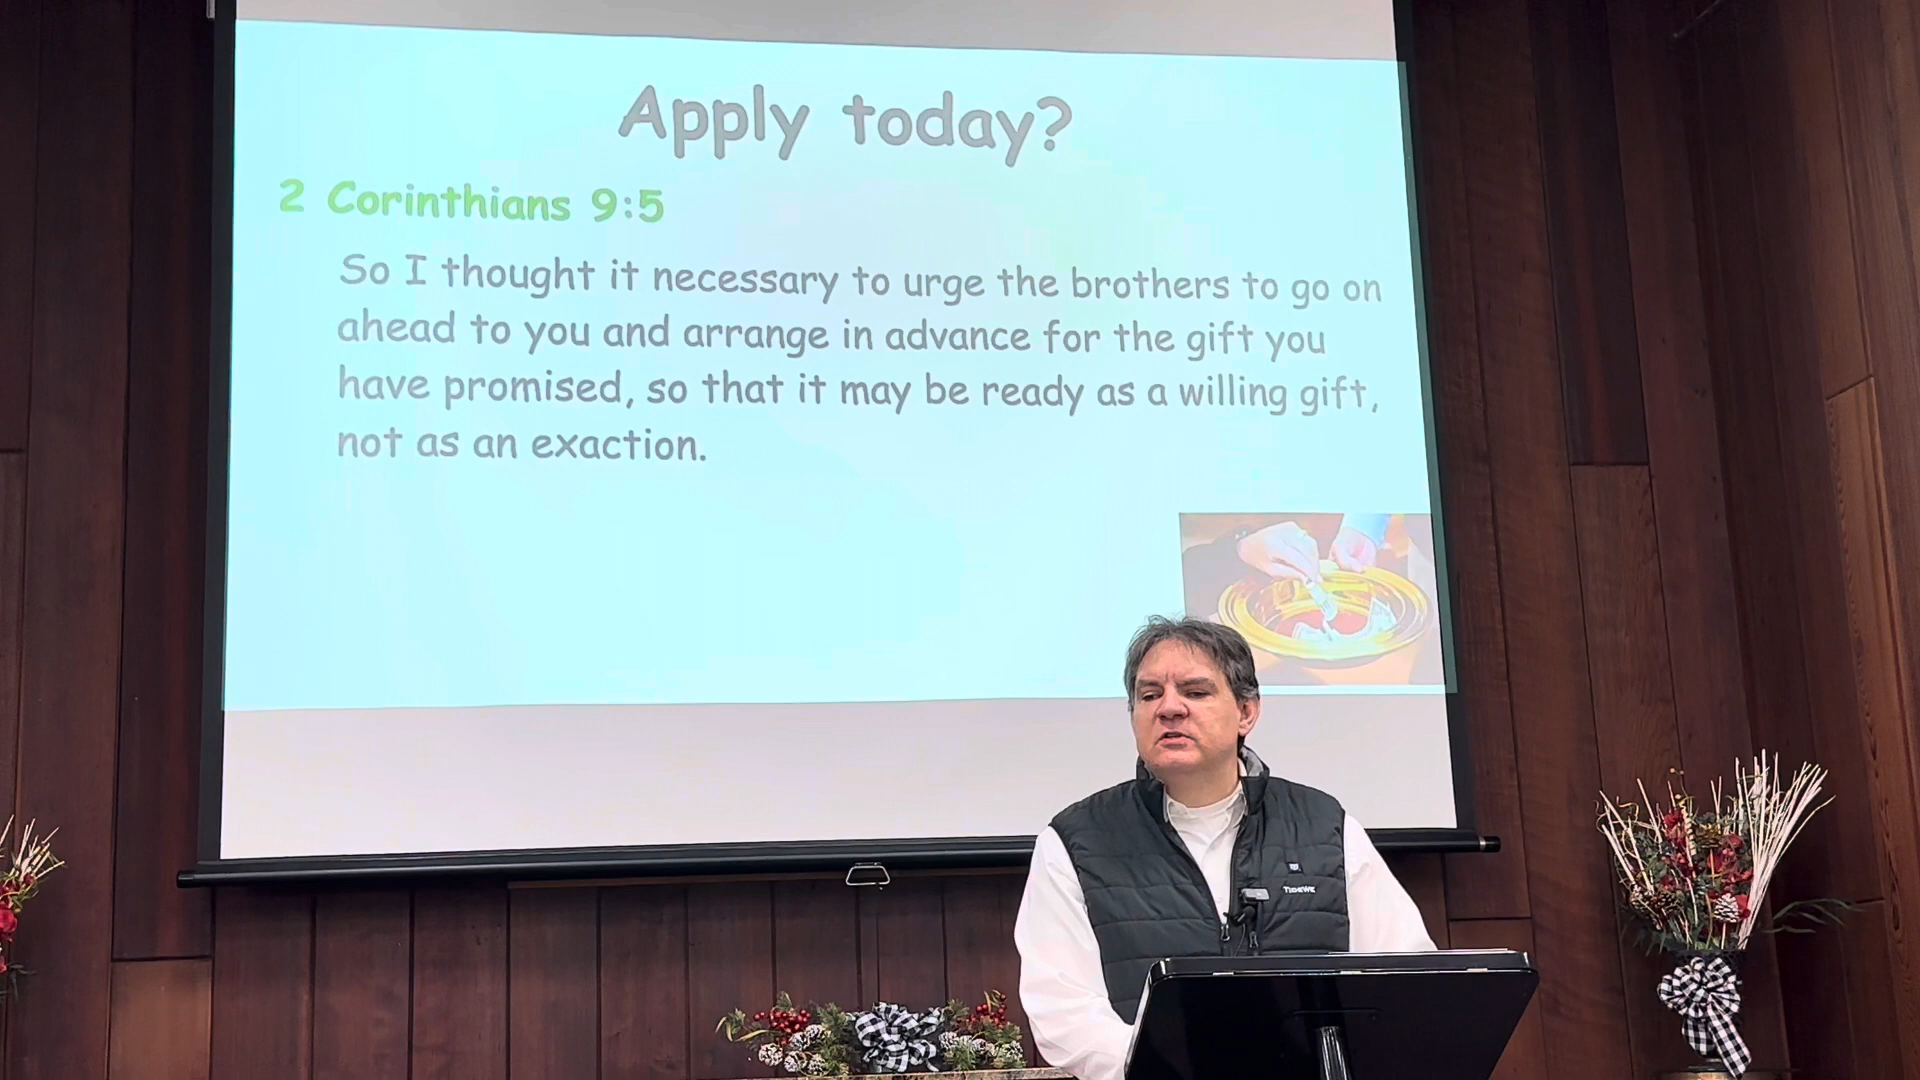 Apply today?
2 Corinthians 9:5
So I thought it necessary to urge the brothers to go on
ahead to you and arrange in advance for the gift you
have promised, so that it may be ready as a willing gift,
not as an exaction.
TIDEWE